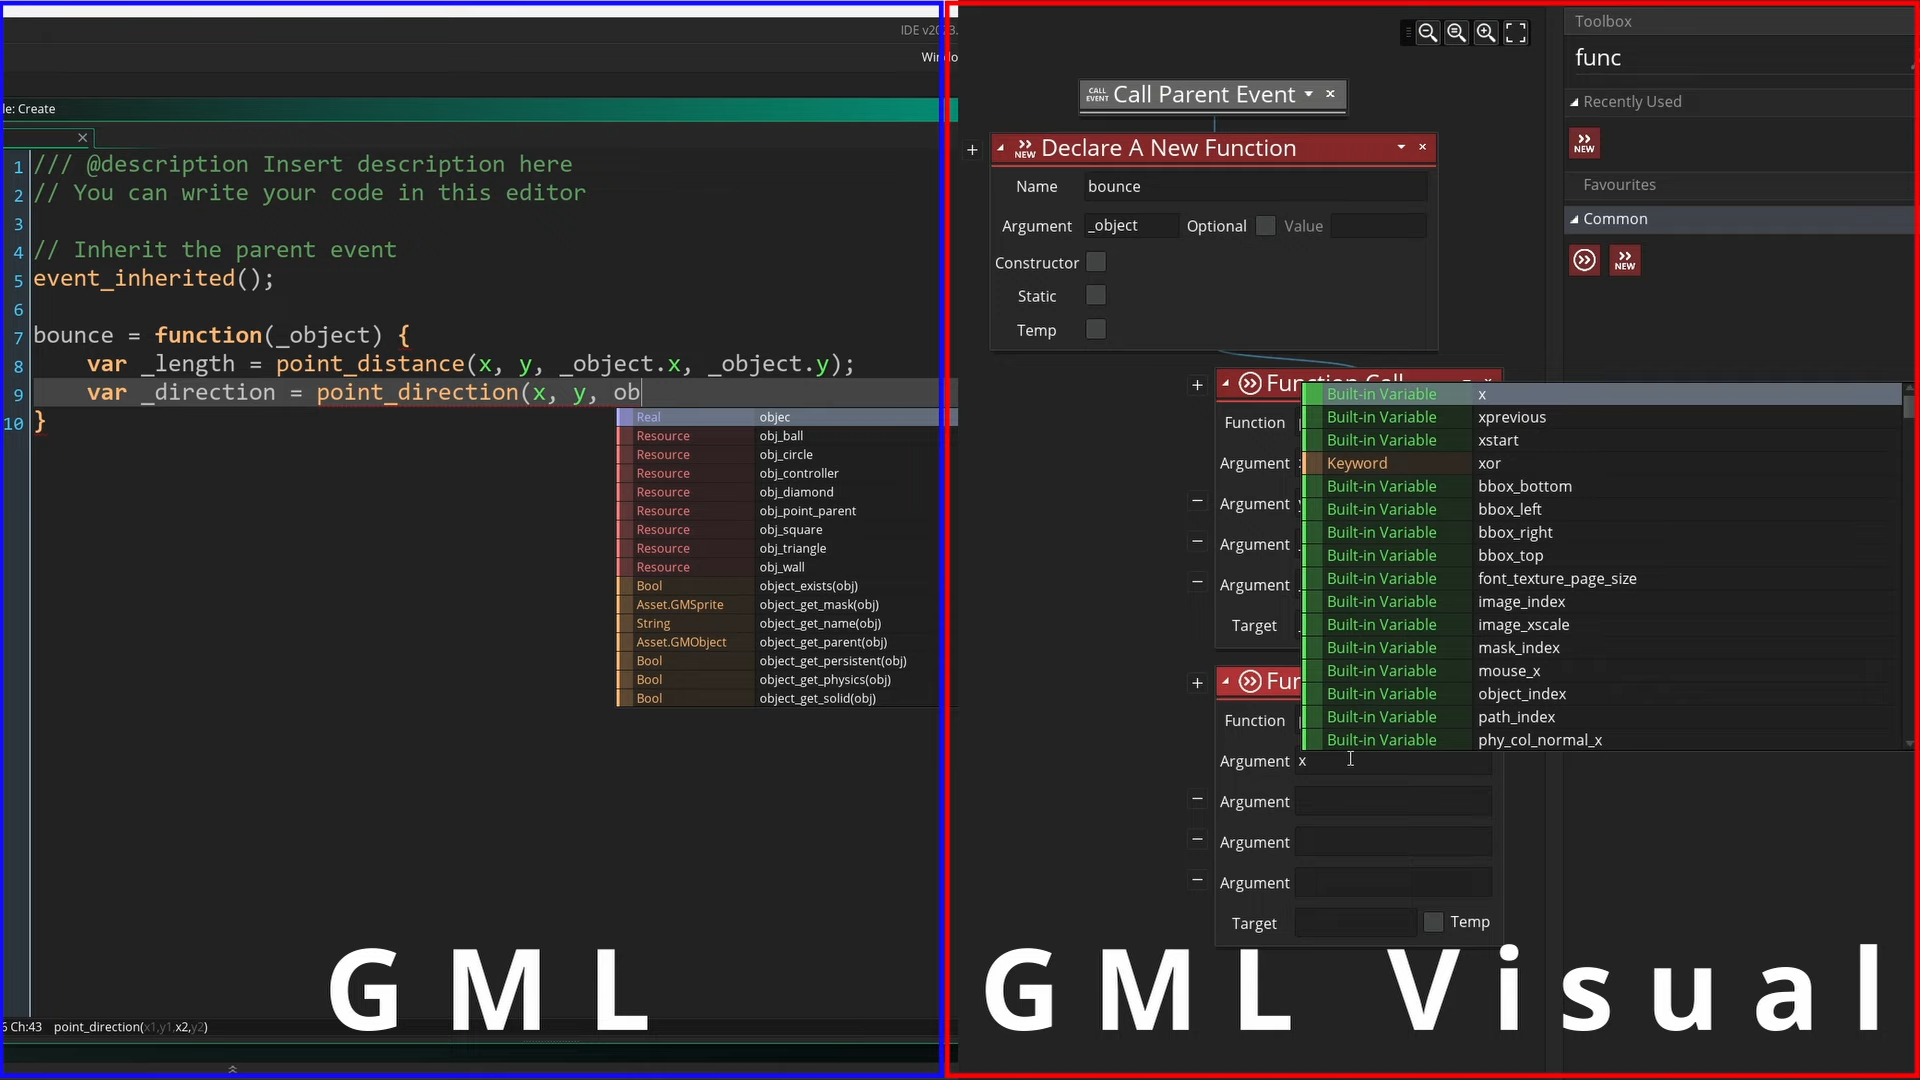 IDE v20
Windo
le: Create
1 /// @description Insert description here
2 // You can write your code in this editor
3
4 // Inherit the parent event
5 event_inherited();
6
7 bounce = function(_object) {
8 var _length = point_distance(x, y, _object.x, _object.y);
9 var _direction = point_direction(x, y, ob
10 }
Real objec
Resource obj_ball
Resource obj_circle
Resource obj_controller
Resource obj_diamond
Resource obj_point_parent
Resource obj_square
Resource obj_triangle
Resource obj_wall
Bool object_exists(obj)
Asset.GMSprite object_get_mask(obj)
String object_get_name(obj)
Asset.GMObject object_get_parent(obj)
Bool object_get_persistent(obj)
Bool object_get_physics(obj)
Bool object_get_solid(obj)
GML
6 Ch:43 point_direction(x1,y1,x2,y2)
CALL EVENT Call Parent Event
NEW Declare A New Function
Name bounce
Argument _object Optional Value
Constructor
Static
Temp
Function Call
Function
Argument
Argument
Argument
Argument
Target
Built-in Variable x
Built-in Variable xprevious
Built-in Variable xstart
Keyword xor
Built-in Variable bbox_bottom
Built-in Variable bbox_left
Built-in Variable bbox_right
Built-in Variable bbox_top
Built-in Variable font_texture_page_size
Built-in Variable image_index
Built-in Variable image_xscale
Built-in Variable mask_index
Built-in Variable mouse_x
Built-in Variable object_index
Built-in Variable path_index
Built-in Variable phy_col_normal_x
Fun
Function
Argument x
Argument
Argument
Argument
Target Temp
GML Visual
Toolbox
func
Recently Used
NEW
Favourites
Common
NEW